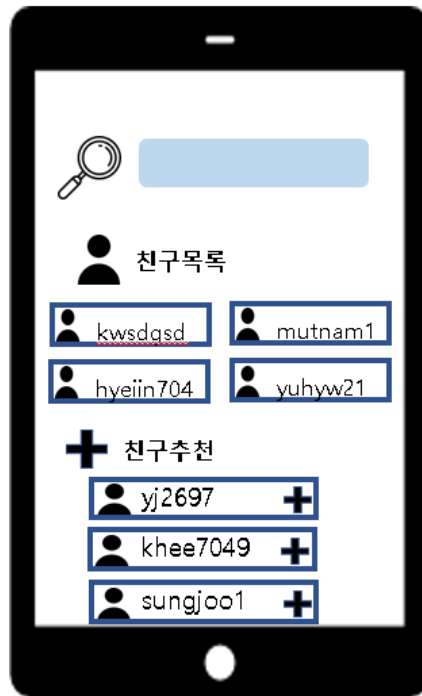 친구목록
kwsdgsd mutnam1
hyeiin704 yuhyw21
친구추천
yj2697
khee7049
sungjoo1